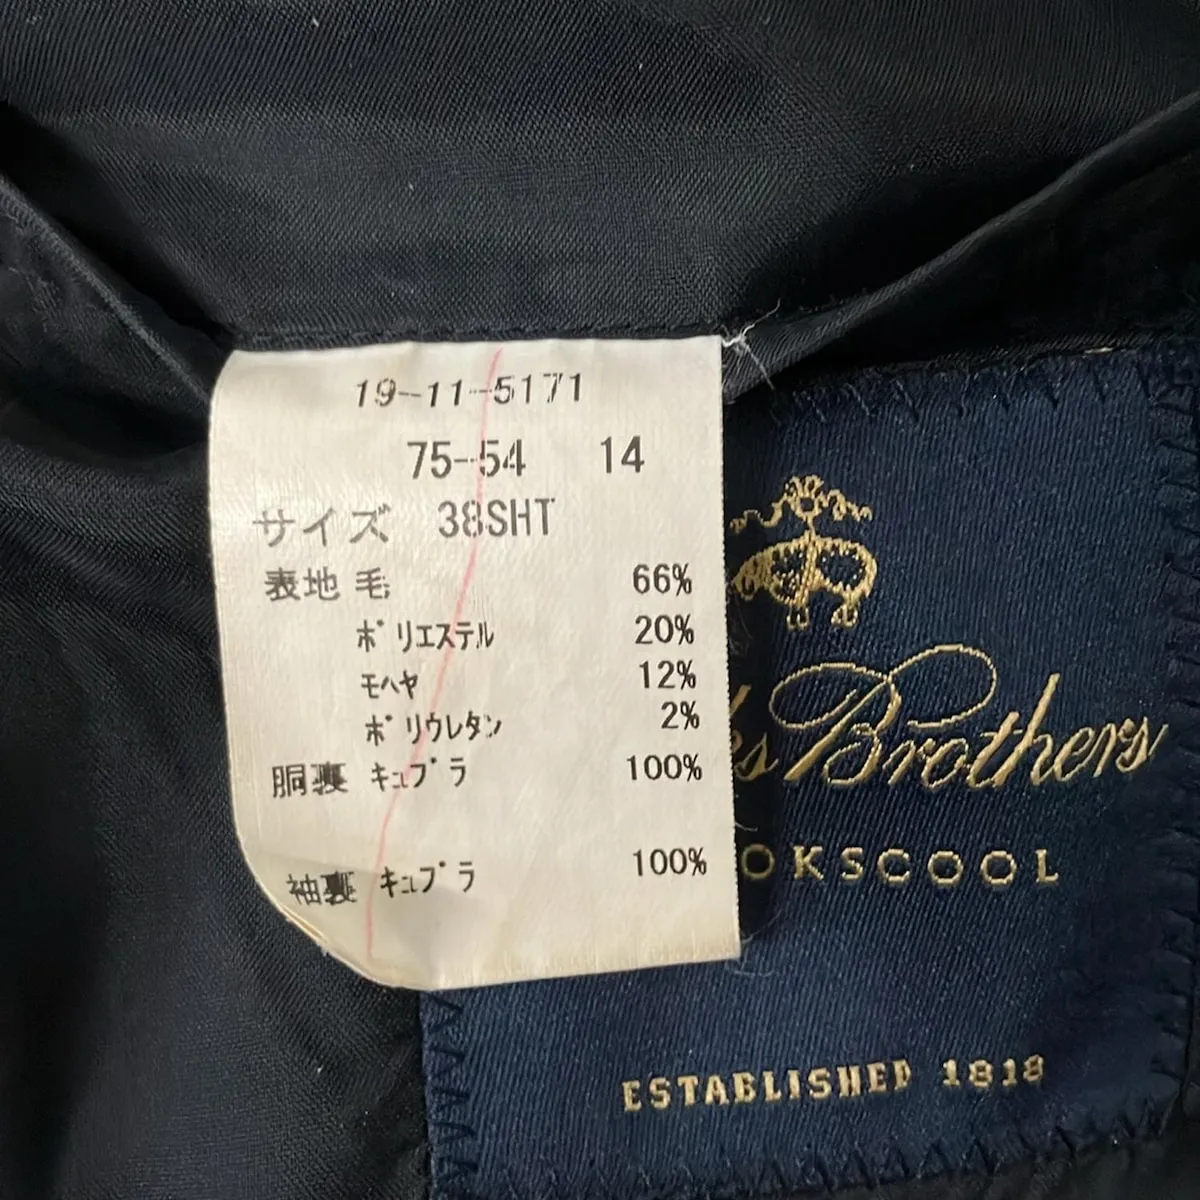 19-11-5171
75-54 14
サイズ 38SHT
表地 毛 66%
ポリエステル 20%
モヘヤ 12%
ポリウレタン 2%
胴裏 キュプラ 100%
袖裏 キュプラ 100%
Brothers
OKSCOOL
ESTABLISHED 1818